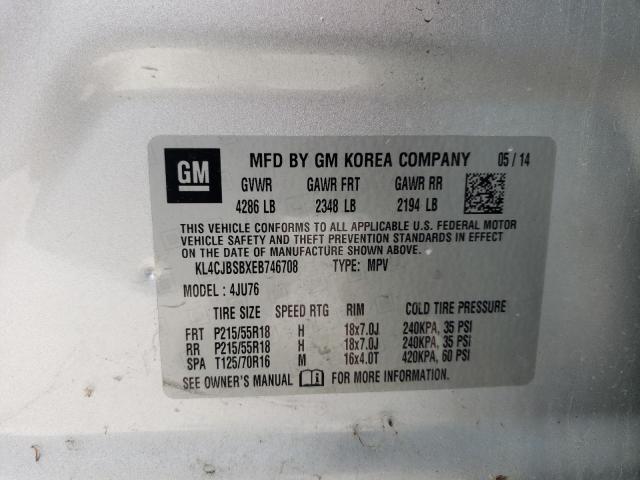 GM MFD BY GM KOREA COMPANY 05 / 14
GVWR GAWR FRT GAWR RR
4286 LB 2348 LB 2194 LB
THIS VEHICLE CONFORMS TO ALL APPLICABLE U.S. FEDERAL MOTOR
VEHICLE SAFETY AND THEFT PREVENTION STANDARDS IN EFFECT
ON THE DATE OF MANUFACTURE SHOWN ABOVE.
KL4CJBSBXEB746708 TYPE: MPV
MODEL: 4JU76
TIRE SIZE SPEED RTG RIM COLD TIRE PRESSURE
FRT P215/55R18 H 18x7.0J 240KPA, 35 PSI
RR P215/55R18 H 18x7.0J 240KPA, 35 PSI
SPA T125/70R16 M 16x4.0T 420KPA, 60 PSI
SEE OWNER'S MANUAL FOR MORE INFORMATION.